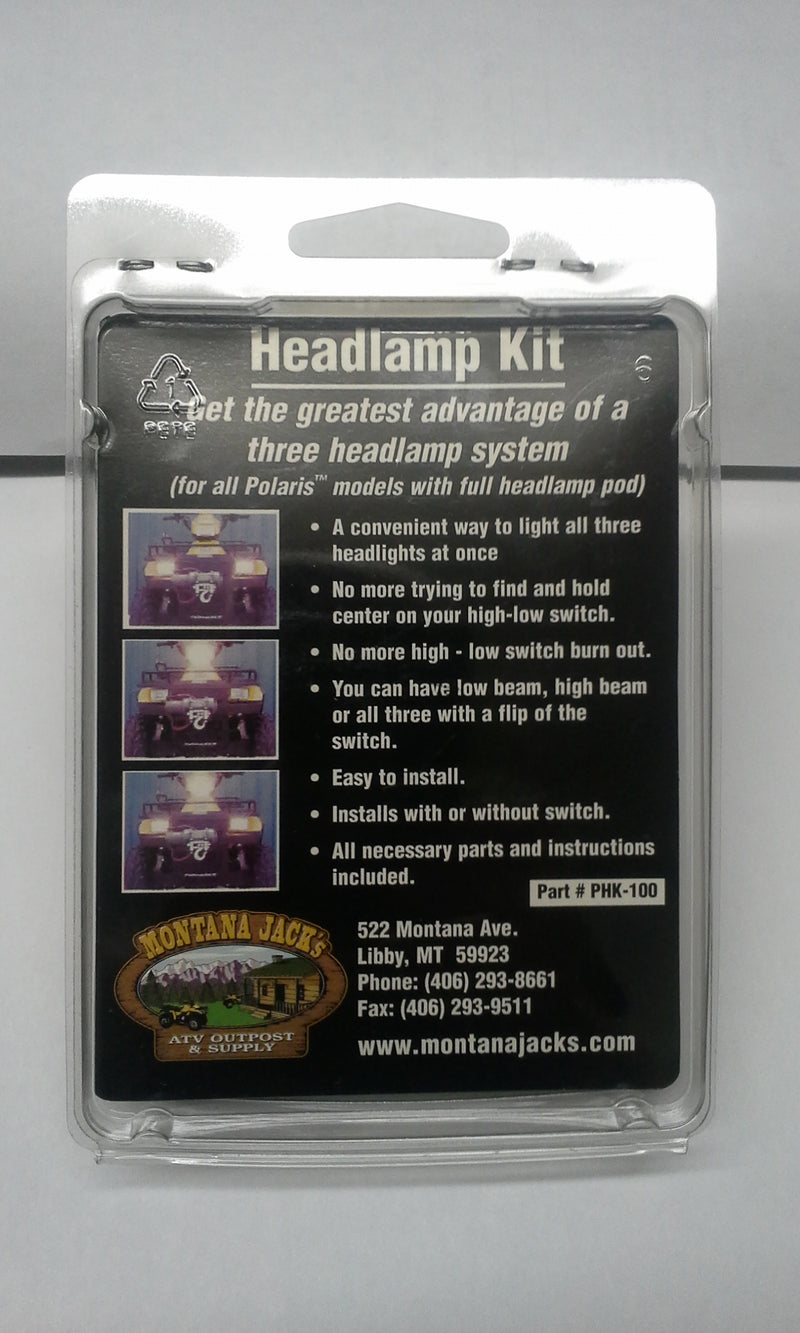 Headlamp Kit
1
PETE
6
Get the greatest advantage of a
three headlamp system
(for all Polaris™ models with full headlamp pod)
• A convenient way to light all three
headlights at once
• No more trying to find and hold
center on your high-low switch.
• No more high - low switch burn out.
• You can have low beam, high beam
or all three with a flip of the
switch.
• Easy to install.
• Installs with or without switch.
• All necessary parts and instructions
included.
Part # PHK-100
MONTANA JACK's
ATV OUTPOST
& SUPPLY
522 Montana Ave.
Libby, MT 59923
Phone: (406) 293-8661
Fax: (406) 293-9511
www.montanajacks.com